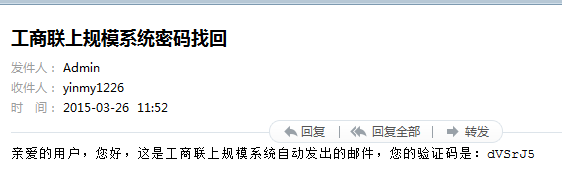 工商联上规模系统密码找回
发件人： Admin
收件人： yinmy1226
时　间： 2015-03-26 11:52
回复 | 回复全部 | 转发
亲爱的用户，您好，这是工商联上规模系统自动发出的邮件，您的验证码是：dVSrJ5